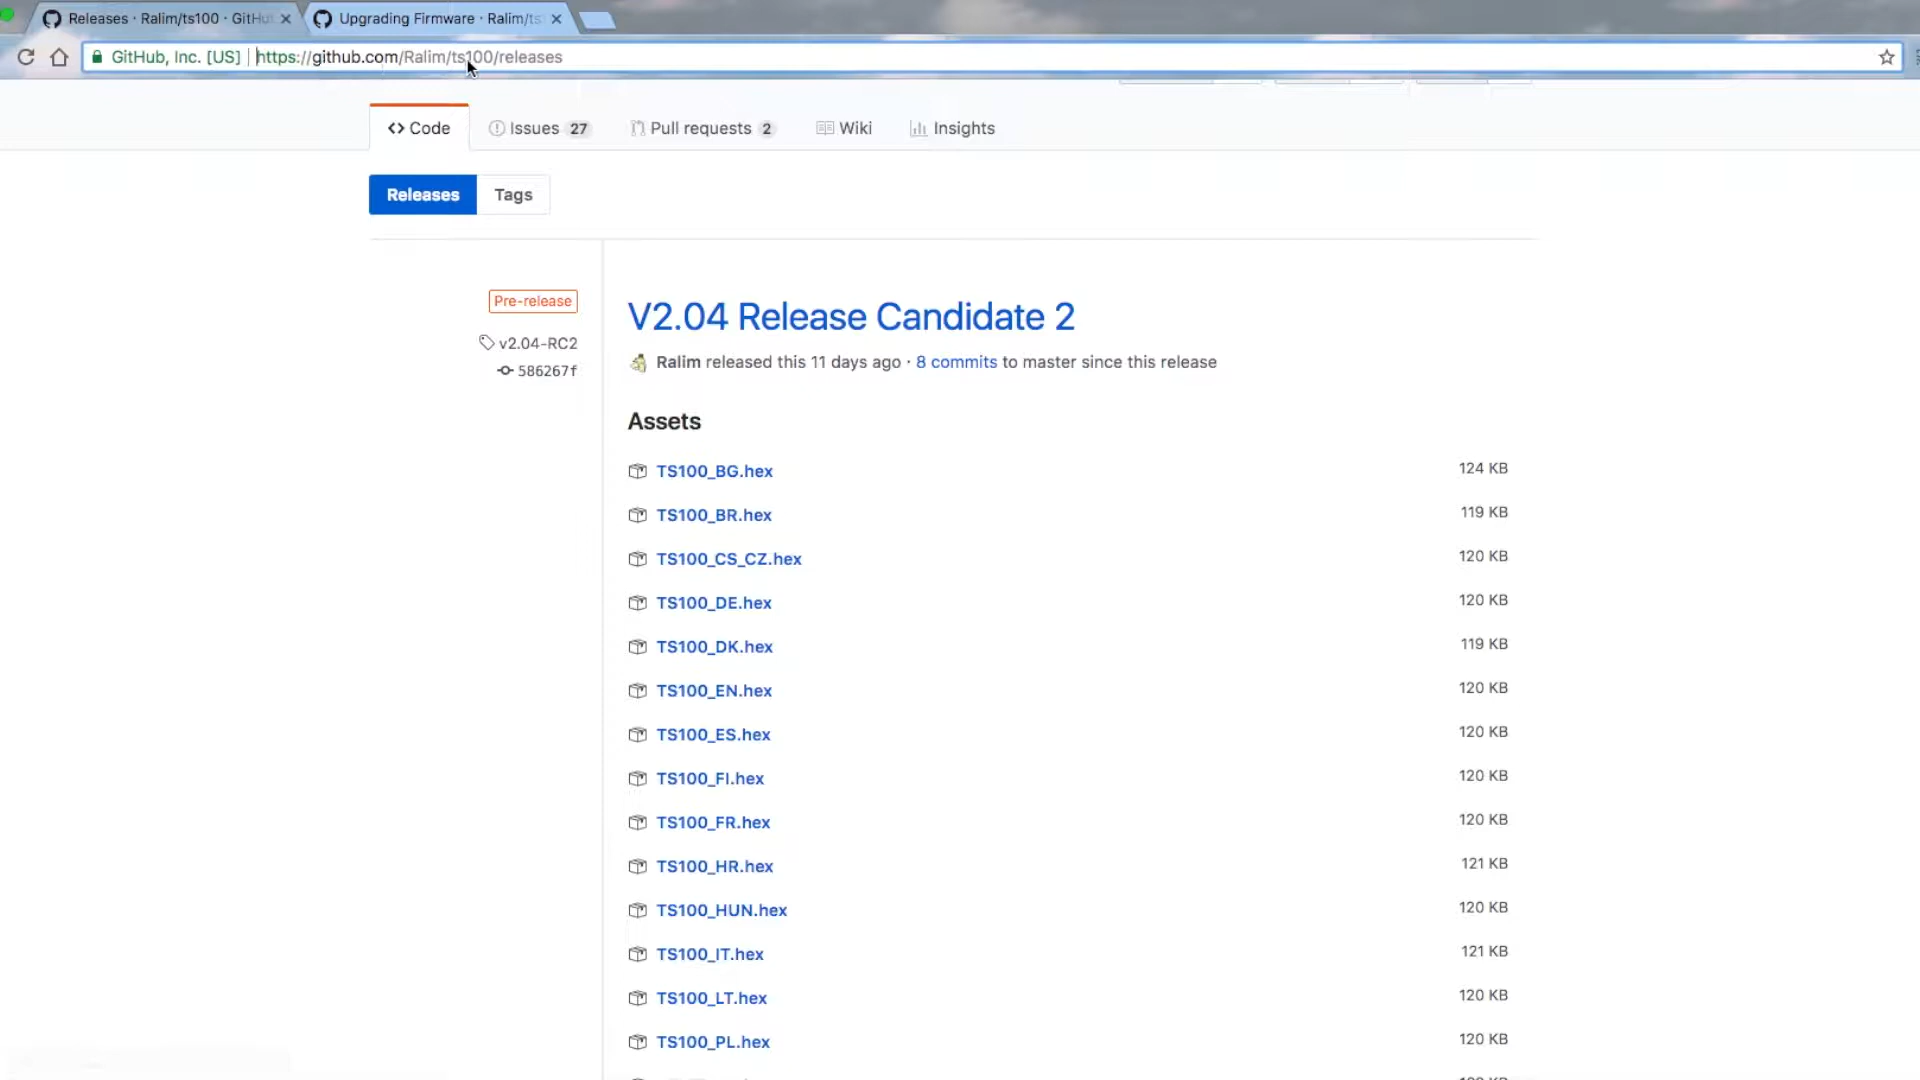 Releases · Ralim/ts100 · GitHu
Upgrading Firmware · Ralim/ts
GitHub, Inc. [US] | https://github.com/Ralim/ts100/releases
<> Code
Issues 27
Pull requests 2
Wiki
Insights
Releases
Tags
Pre-release
v2.04-RC2
586267f
V2.04 Release Candidate 2
Ralim released this 11 days ago · 8 commits to master since this release
Assets
TS100_BG.hex 124 KB
TS100_BR.hex 119 KB
TS100_CS_CZ.hex 120 KB
TS100_DE.hex 120 KB
TS100_DK.hex 119 KB
TS100_EN.hex 120 KB
TS100_ES.hex 120 KB
TS100_FI.hex 120 KB
TS100_FR.hex 120 KB
TS100_HR.hex 121 KB
TS100_HUN.hex 120 KB
TS100_IT.hex 121 KB
TS100_LT.hex 120 KB
TS100_PL.hex 120 KB